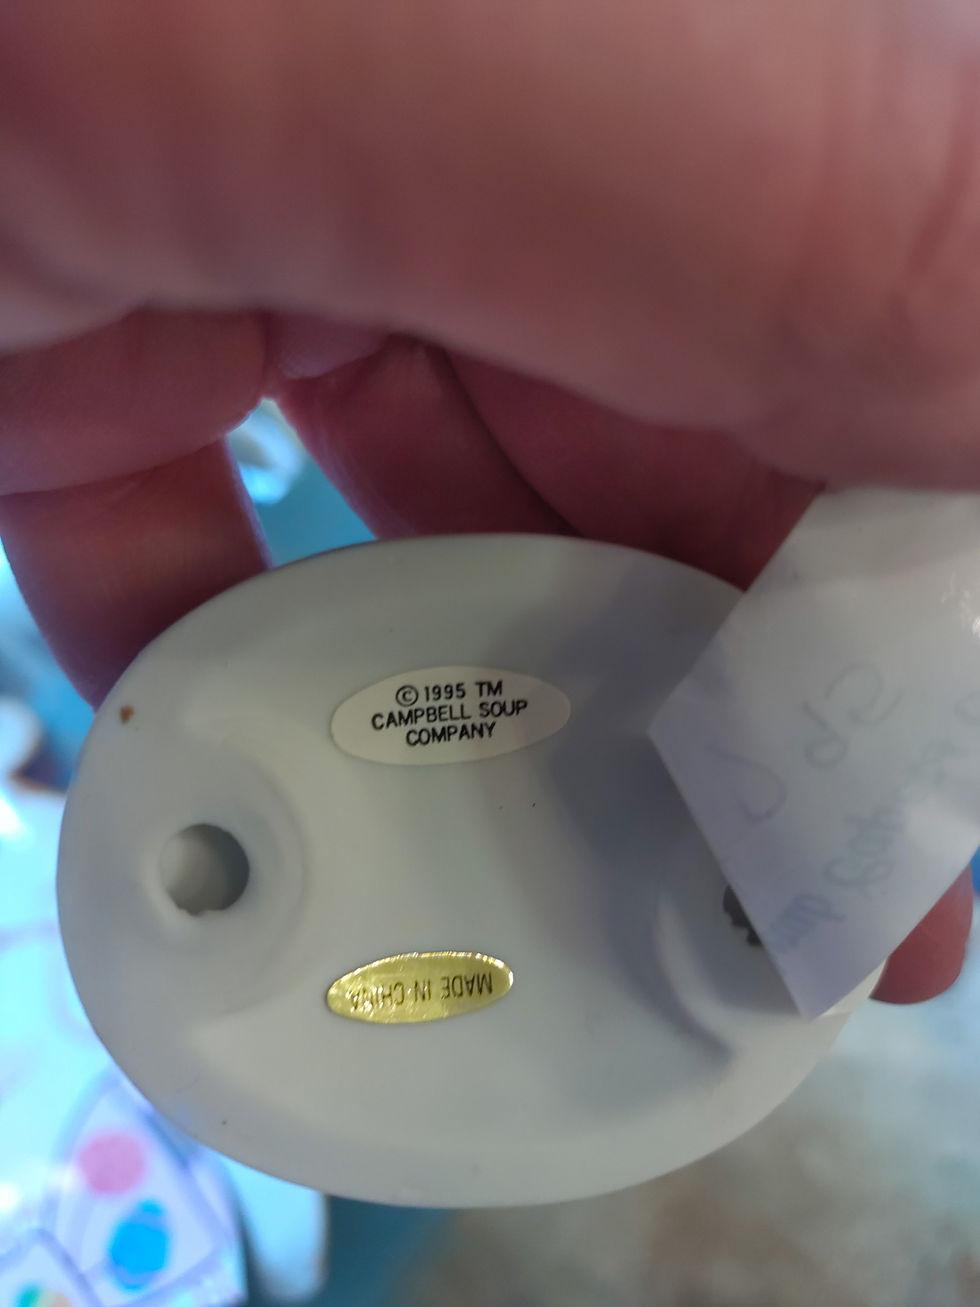 © 1995 TM
CAMPBELL SOUP
COMPANY
MADE IN CHINA